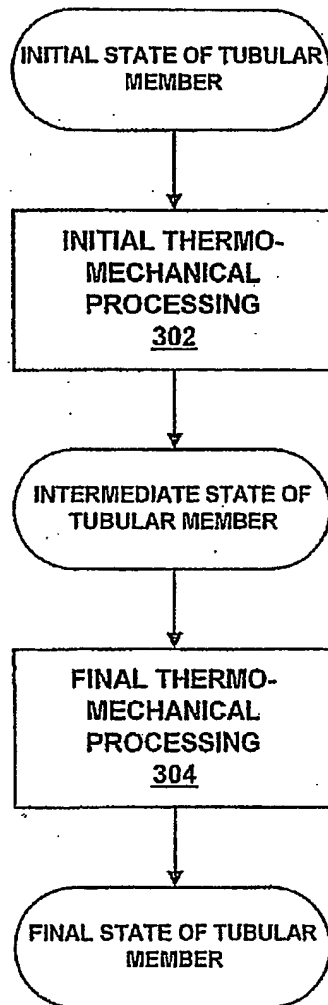 INITIAL STATE OF TUBULAR
MEMBER
INITIAL THERMO-
MECHANICAL
PROCESSING
302
INTERMEDIATE STATE OF
TUBULAR MEMBER
FINAL THERMO-
MECHANICAL
PROCESSING
304
FINAL STATE OF TUBULAR
MEMBER